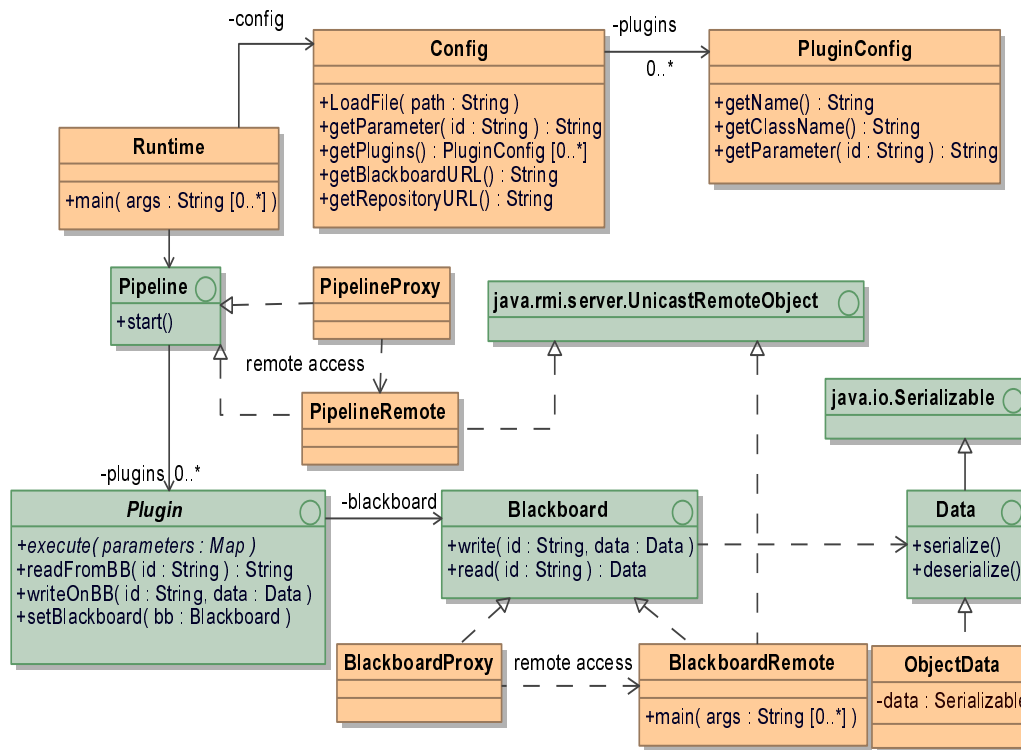 -config
-plugins
0..*
Config
+LoadFile( path : String )
+getParameter( id : String ) : String
+getPlugins() : PluginConfig [0..*]
+getBlackboardURL() : String
+getRepositoryURL() : String
PluginConfig
+getName() : String
+getClassName() : String
+getParameter( id : String ) : String
Runtime
+main( args : String [0..*] )
Pipeline
+start()
PipelineProxy
java.rmi.server.UnicastRemoteObject
remote access
PipelineRemote
java.io.Serializable
-plugins 0..*
Plugin
+execute( parameters : Map )
+readFromBB( id : String ) : String
+writeOnBB( id : String, data : Data )
+setBlackboard( bb : Blackboard )
-blackboard
Blackboard
+write( id : String, data : Data )
+read( id : String ) : Data
Data
+serialize()
+deserialize()
BlackboardProxy
remote access
BlackboardRemote
+main( args : String [0..*] )
ObjectData
-data : Serializable